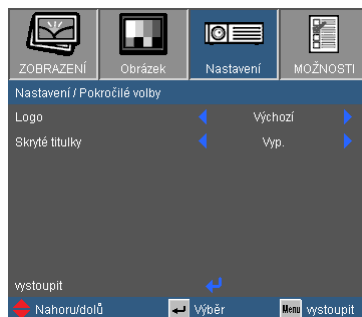 ZOBRAZENÍ Obrázek Nastavení MOŽNOSTI
Nastavení / Pokročilé volby
Logo Výchozí
Skryté titulky Vyp.
vystoupit
Nahoru/dolů Výběr Menu vystoupit